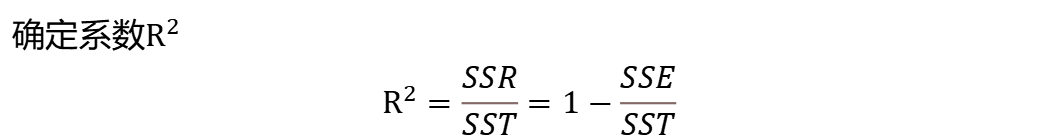 确定系数R²
R² = SSR/SST = 1 − SSE/SST